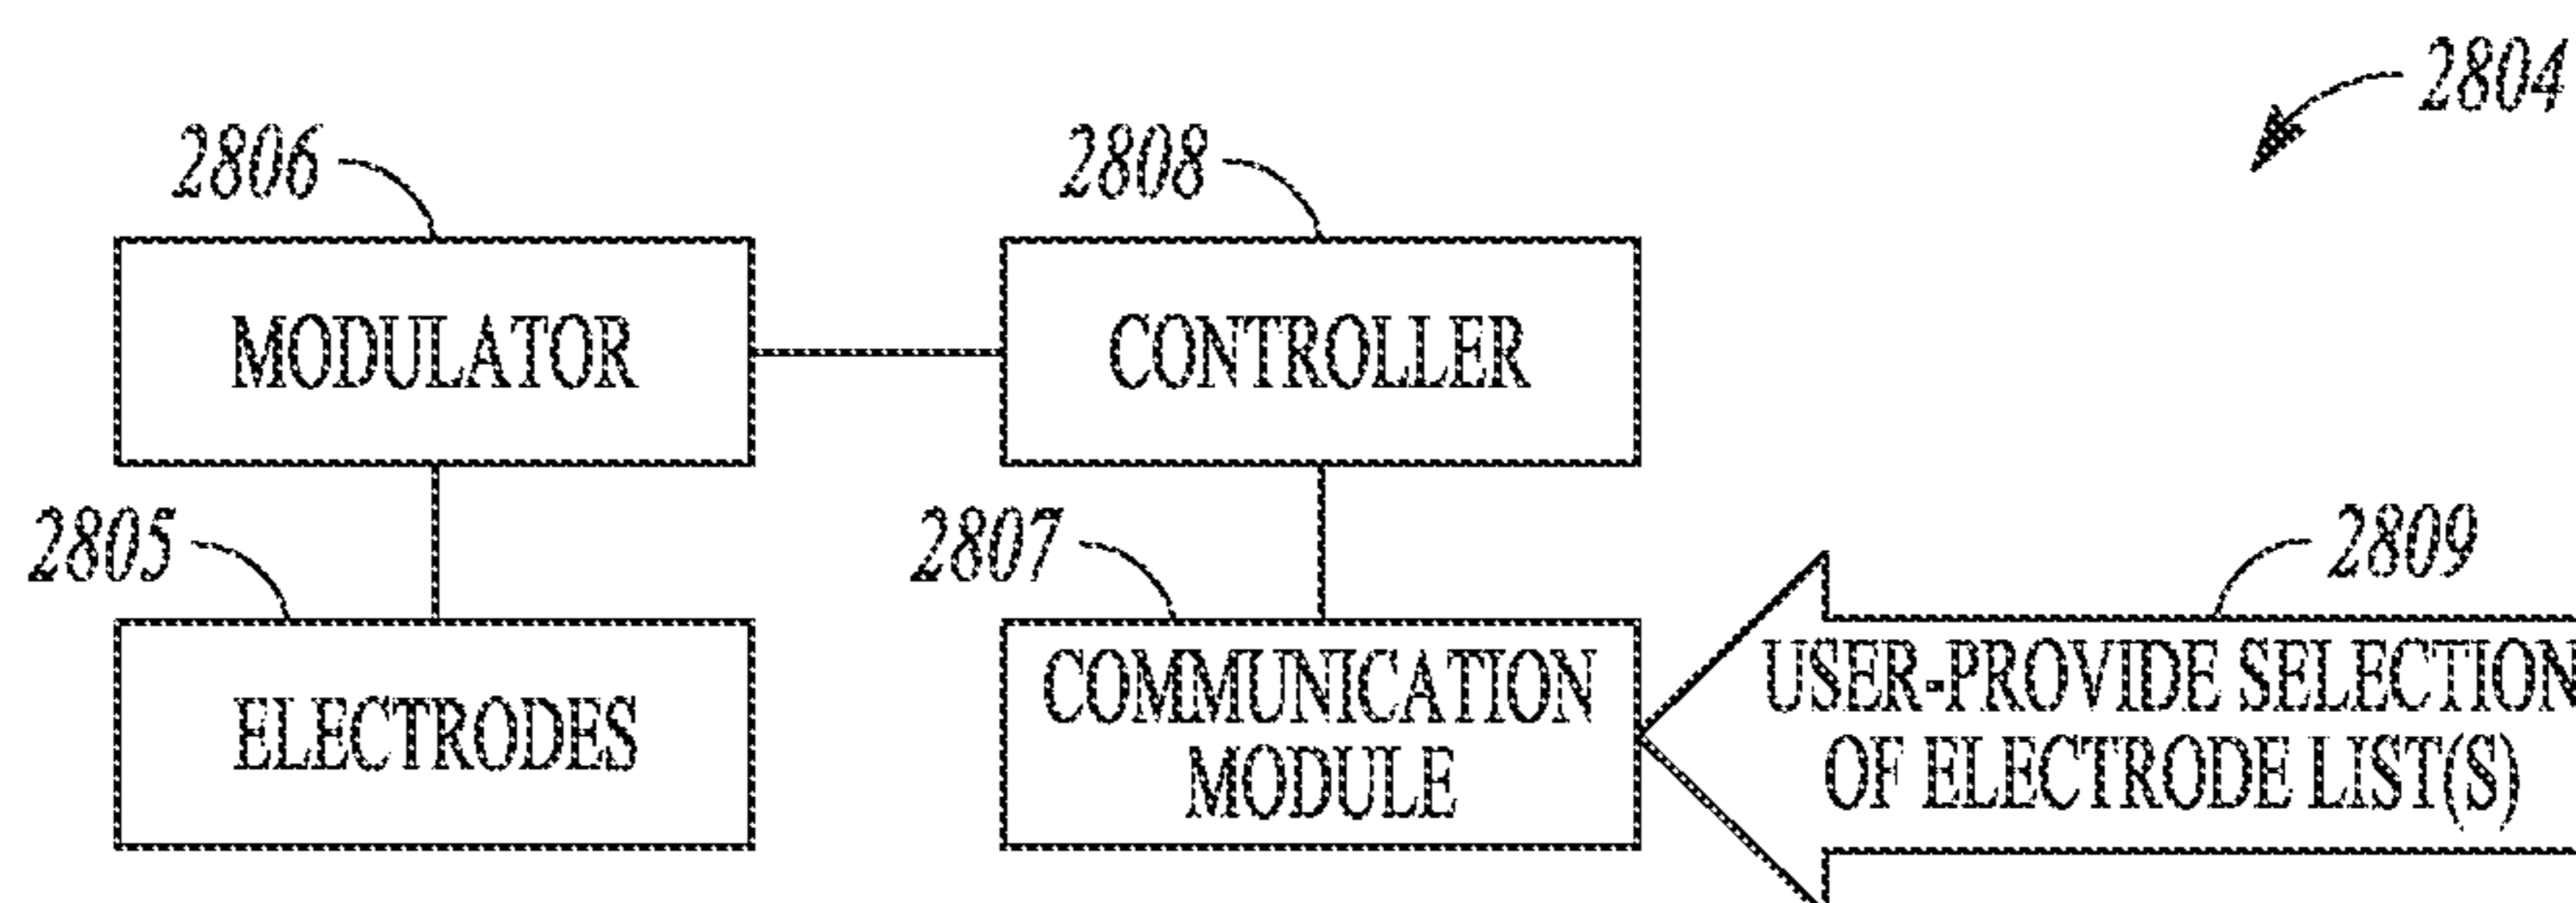 2804
2806
2808
MODULATOR
CONTROLLER
2805
2807
2809
ELECTRODES
COMMUNICATION
MODULE
USER-PROVIDE SELECTION
OF ELECTRODE LIST(S)